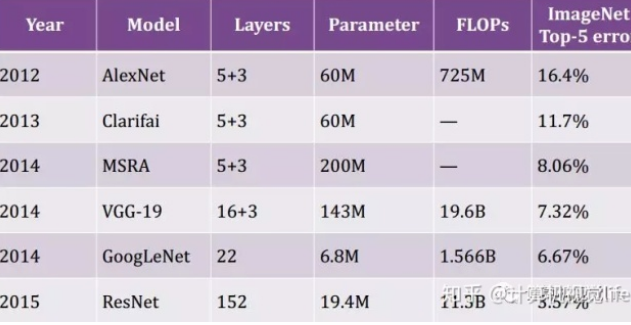 Year Model Layers Parameter FLOPs ImageNet Top-5 erro
2012 AlexNet 5+3 60M 725M 16.4%
2013 Clarifai 5+3 60M — 11.7%
2014 MSRA 5+3 200M — 8.06%
2014 VGG-19 16+3 143M 19.6B 7.32%
2014 GoogLeNet 22 6.8M 1.566B 6.67%
2015 ResNet 152 19.4M 11.3B 3.57%
知乎 @计算机视觉life